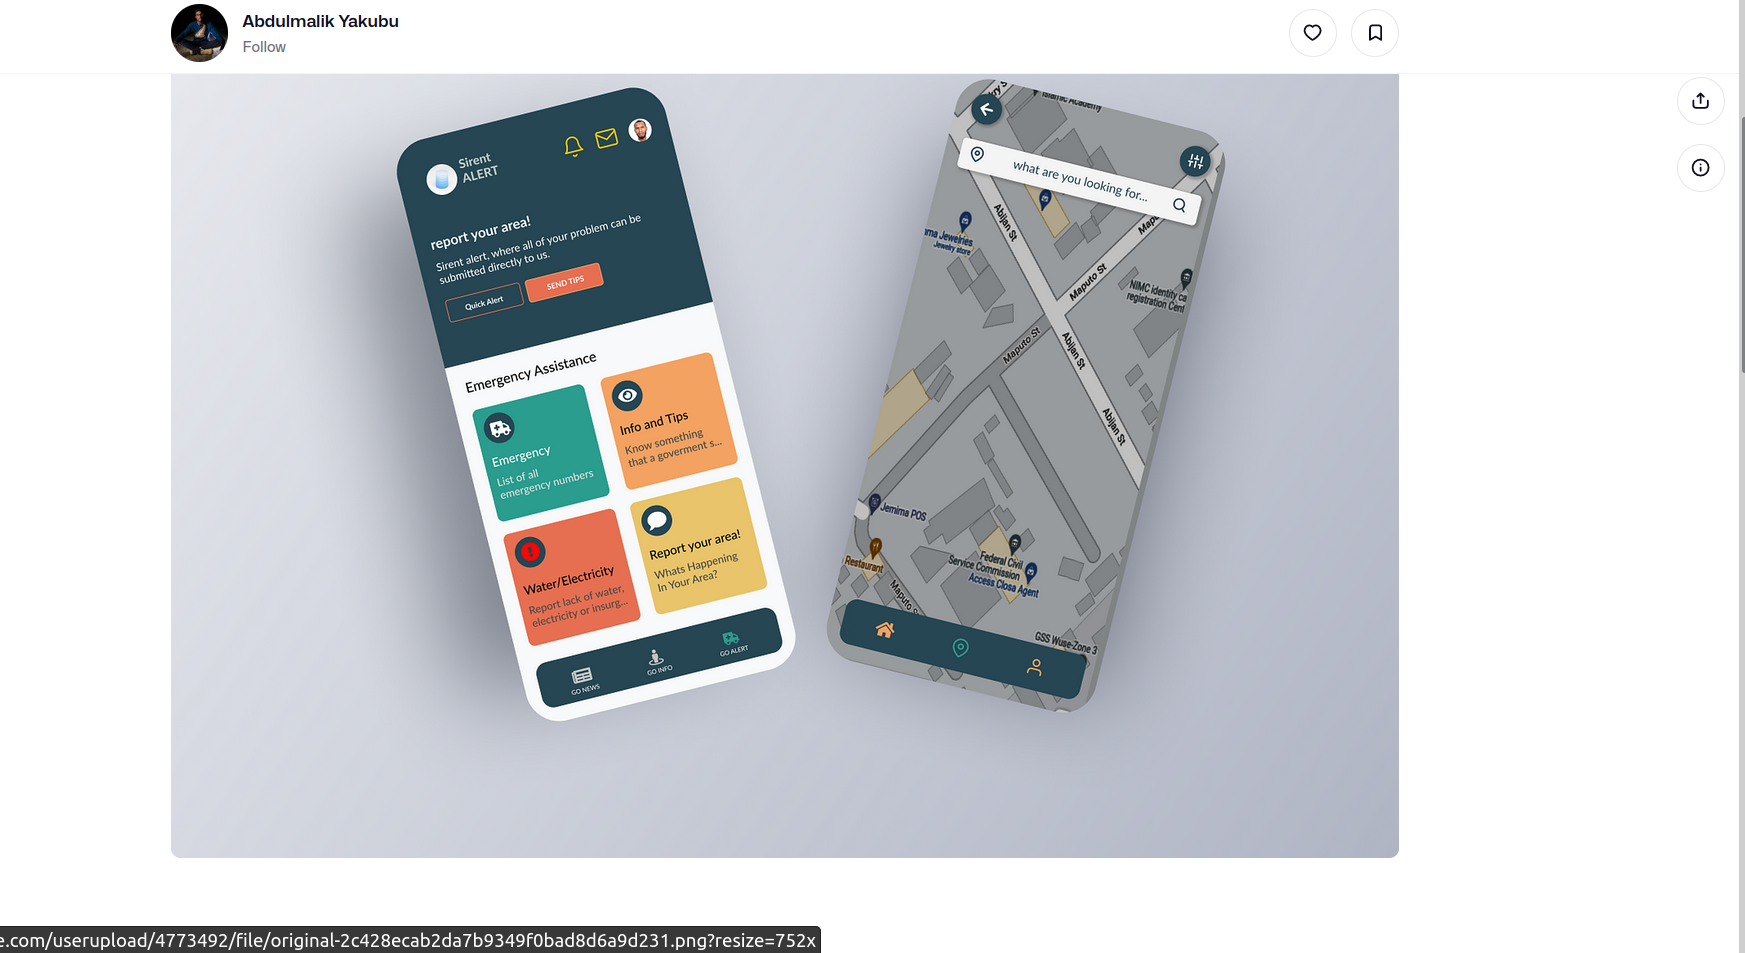 Abdulmalik Yakubu
Follow
Sirent
ALERT
report your area!
Sirent alert, where all of your problem can be
submitted directly to us.
Quick Alert
SEND TIPS
Emergency Assistance
Emergency
List of all
emergency numbers
Info and Tips
Know something
that a goverment s...
Water/Electricity
Report lack of water,
electricity or insurg...
Report your area!
Whats Happening
In Your Area?
GO NEWS
GO INFO
GO ALERT
Islamic Academy
what are you looking for...
Abijan St
Maputo St
Jewelries
Jewelry store
NIMC identity ca
registration Cent
Maputo St
Abijan St
Abijan St
Jemima POS
Restaurant
Federal Civil
Service Commission
Access Closa Agent
Maputo S
GSS Wuse-Zone 3
e.com/userupload/4773492/file/original-2c428ecab2da7b9349f0bad8d6a9d231.png?resize=752x